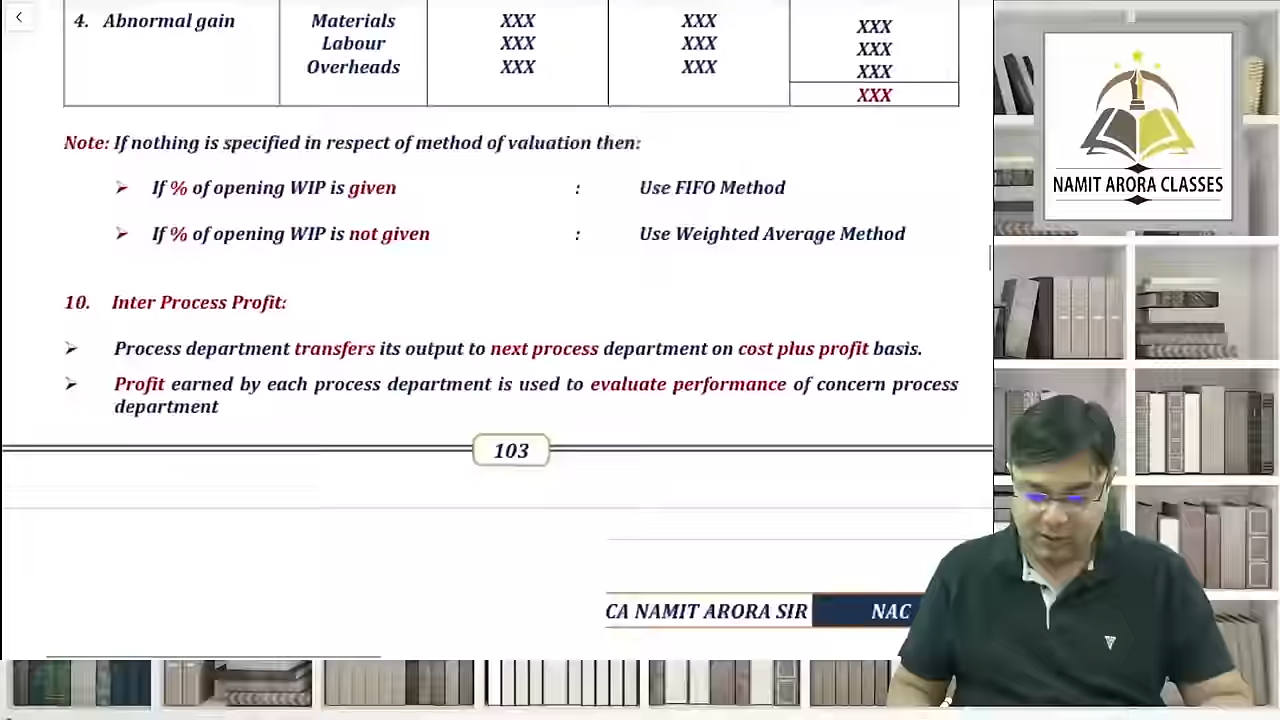 4. Abnormal gain Materials XXX XXX XXX
Labour XXX XXX XXX
Overheads XXX XXX XXX
XXX
Note: If nothing is specified in respect of method of valuation then:
➢ If % of opening WIP is given : Use FIFO Method
➢ If % of opening WIP is not given : Use Weighted Average Method
10. Inter Process Profit:
➢ Process department transfers its output to next process department on cost plus profit basis.
➢ Profit earned by each process department is used to evaluate performance of concern process
department
103
CA NAMIT ARORA SIR NAC
NAMIT ARORA CLASSES